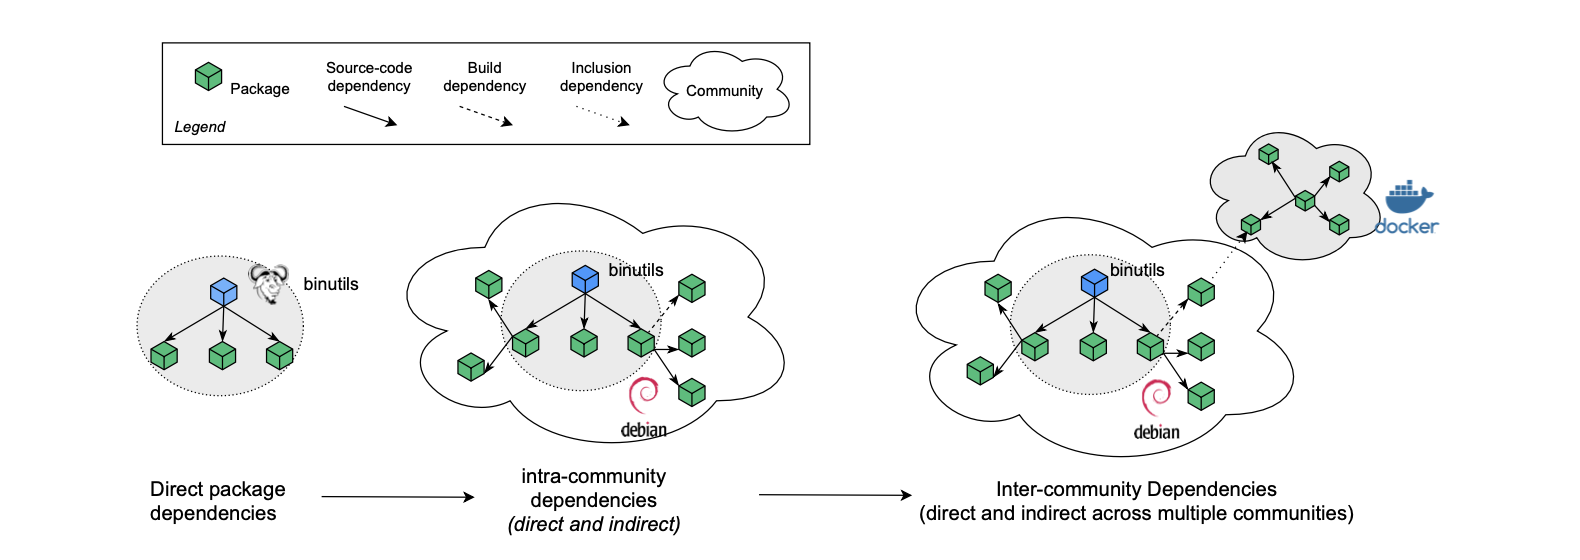 Package
Source-code
dependency
Build
dependency
Inclusion
dependency
Community
Legend
binutils
binutils
debian
binutils
debian
docker
Direct package
dependencies
intra-community
dependencies
(direct and indirect)
Inter-community Dependencies
(direct and indirect across multiple communities)